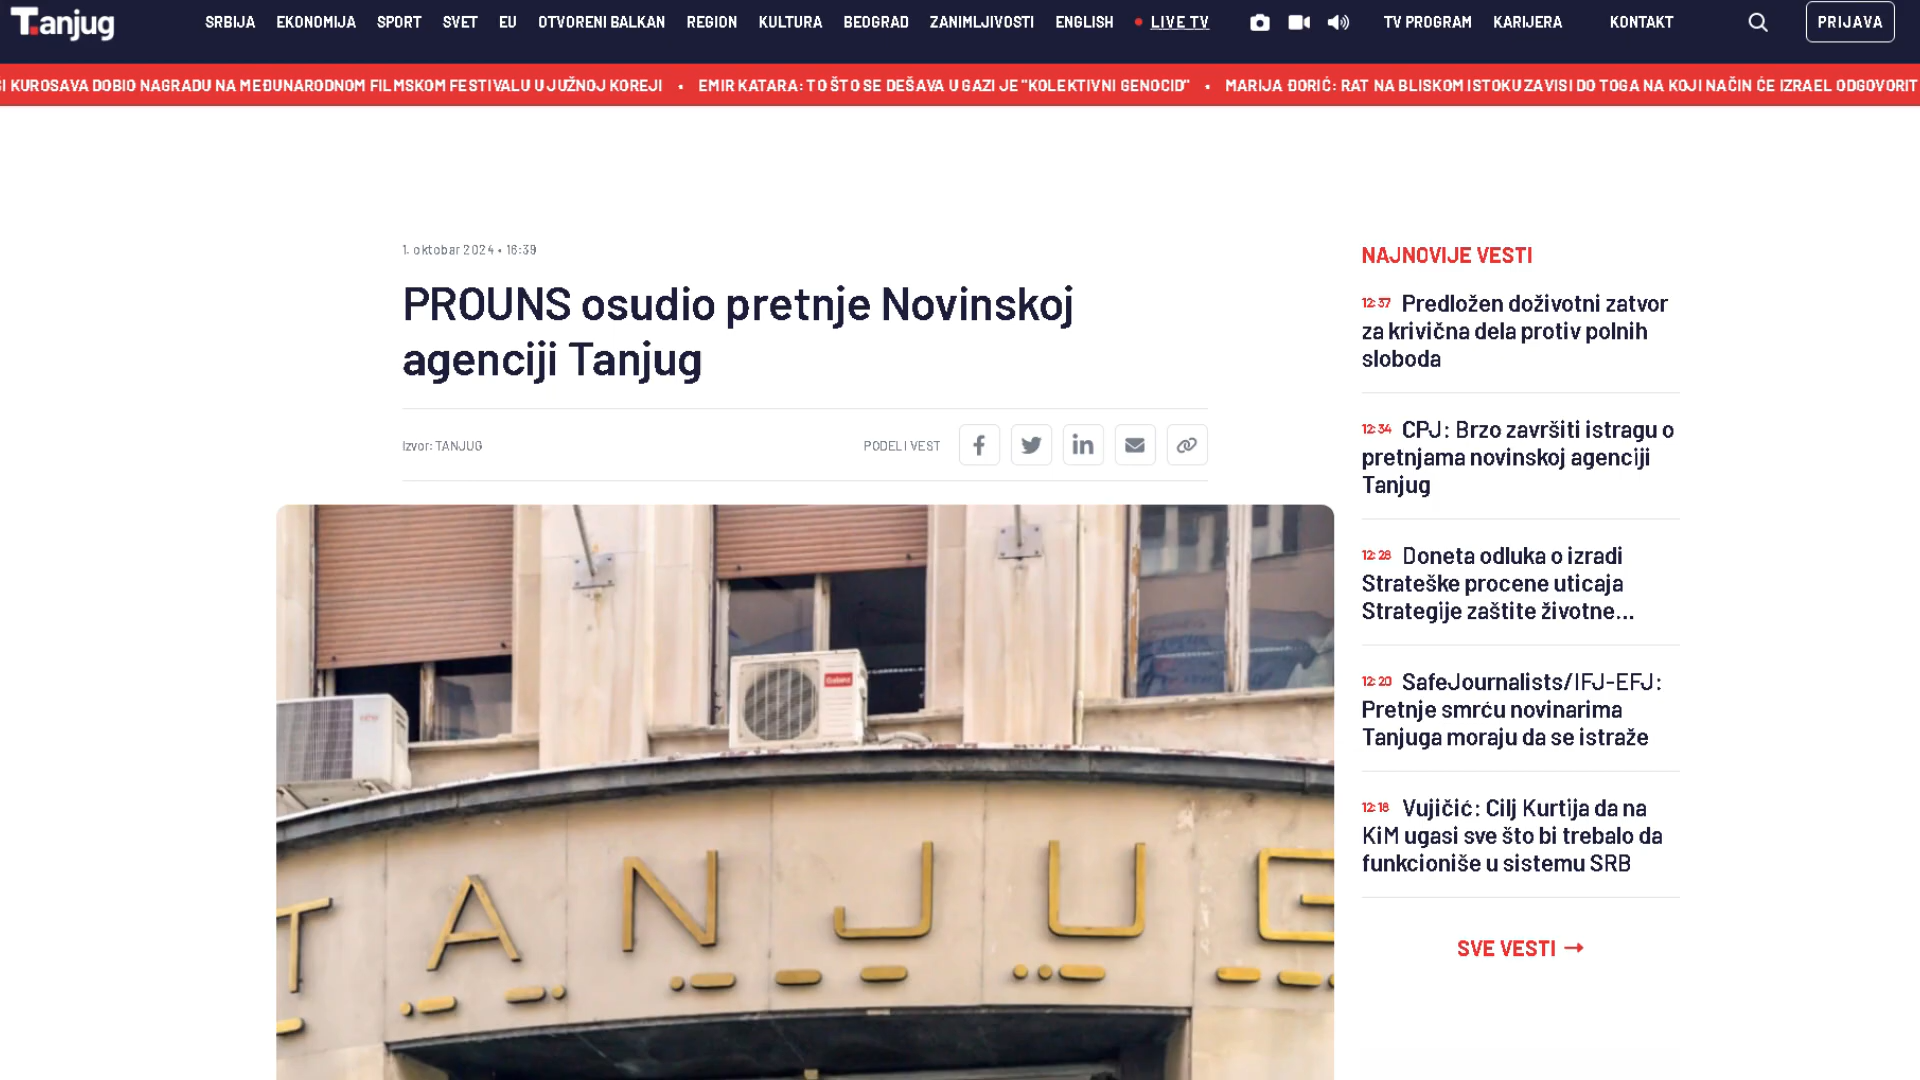 Tanjug
SRBIJA EKONOMIJA SPORT SVET EU OTVORENI BALKAN REGION KULTURA BEOGRAD ZANIMLJIVOSTI ENGLISH • LIVE TV TV PROGRAM KARIJERA KONTAKT PRIJAVA
KUROSAVA DOBIO NAGRADU NA MEĐUNARODNOM FILMSKOM FESTIVALU U JUŽNOJ KOREJI • EMIR KATARA: TO ŠTO SE DEŠAVA U GAZI JE "KOLEKTIVNI GENOCID" • MARIJA ĐORIĆ: RAT NA BLISKOM ISTOKU ZAVISI DO TOGA NA KOJI NAČIN ĆE IZRAEL ODGOVORIT
1. oktobar 2024 • 16:39
PROUNS osudio pretnje Novinskoj
agenciji Tanjug
Izvor: TANJUG
PODELI VEST
TANJUG
NAJNOVIJE VESTI
12:37 Predložen doživotni zatvor
za krivična dela protiv polnih
sloboda
12:34 CPJ: Brzo završiti istragu o
pretnjama novinskoj agenciji
Tanjug
12:28 Doneta odluka o izradi
Strateške procene uticaja
Strategije zaštite životne...
12:20 SafeJournalists/IFJ-EFJ:
Pretnje smrću novinarima
Tanjuga moraju da se istraže
12:18 Vujičić: Cilj Kurtija da na
KiM ugasi sve što bi trebalo da
funkcioniše u sistemu SRB
SVE VESTI →